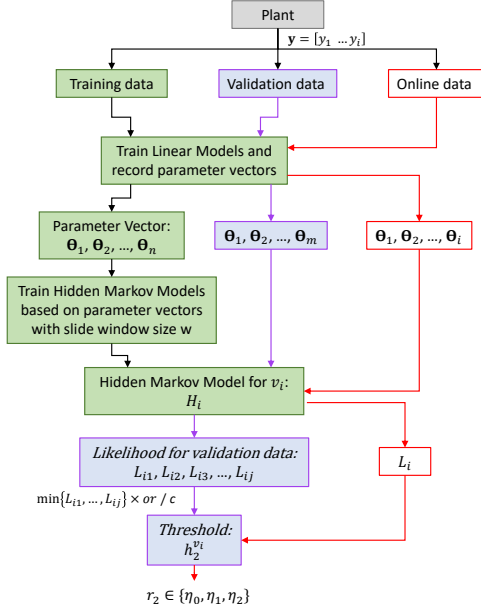 Plant
𝐲 = [y₁ … yᵢ]
Training data
Validation data
Online data
Train Linear Models and
record parameter vectors
Parameter Vector:
𝚯₁, 𝚯₂, …, 𝚯ₙ
𝚯₁, 𝚯₂, …, 𝚯ₘ
𝚯₁, 𝚯₂, …, 𝚯ᵢ
Train Hidden Markov Models
based on parameter vectors
with slide window size w
Hidden Markov Model for vᵢ:
Hᵢ
Likelihood for validation data:
Lᵢ₁, Lᵢ₂, Lᵢ₃, …, Lᵢⱼ
Lᵢ
min{Lᵢ₁, …, Lᵢⱼ} × or / c
Threshold:
h₂^{vᵢ}
r₂ ∈ {η₀, η₁, η₂}